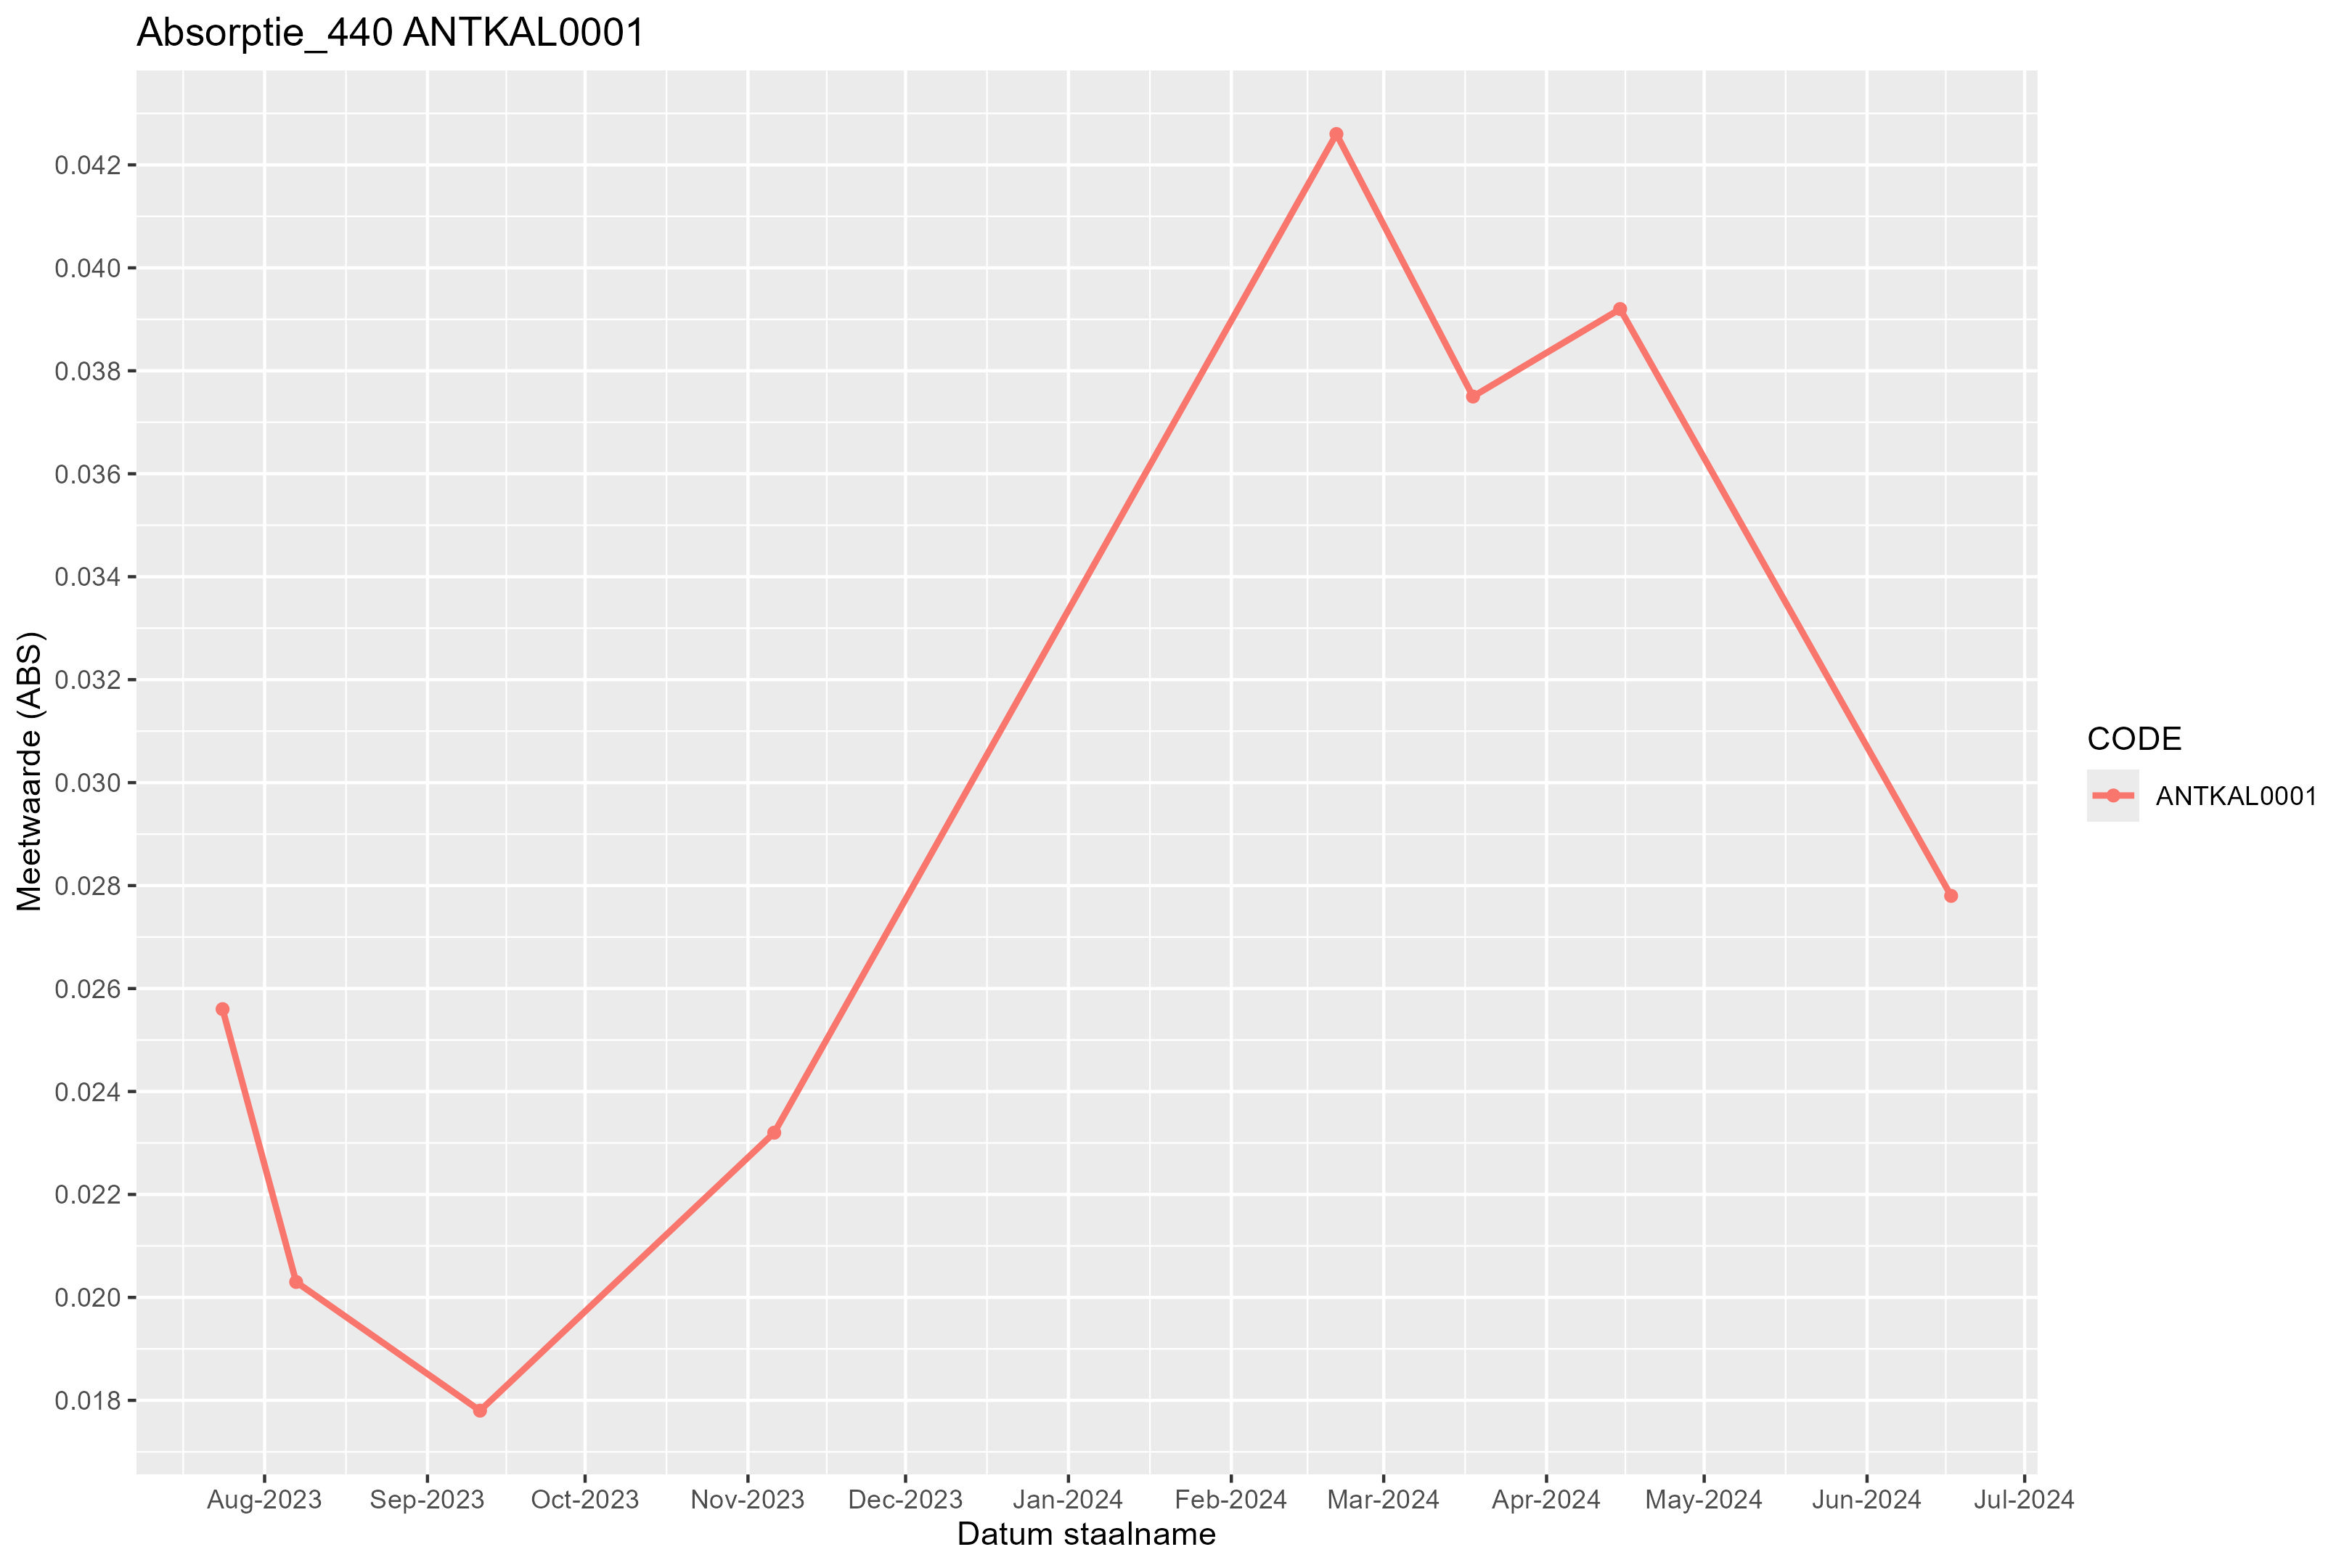 Absorptie_440 ANTKAL0001
Meetwaarde (ABS)
0.042
0.040
0.038
0.036
0.034
0.032
0.030
0.028
0.026
0.024
0.022
0.020
0.018
Aug-2023 Sep-2023 Oct-2023 Nov-2023 Dec-2023 Jan-2024 Feb-2024 Mar-2024 Apr-2024 May-2024 Jun-2024 Jul-2024
Datum staalname
CODE
ANTKAL0001